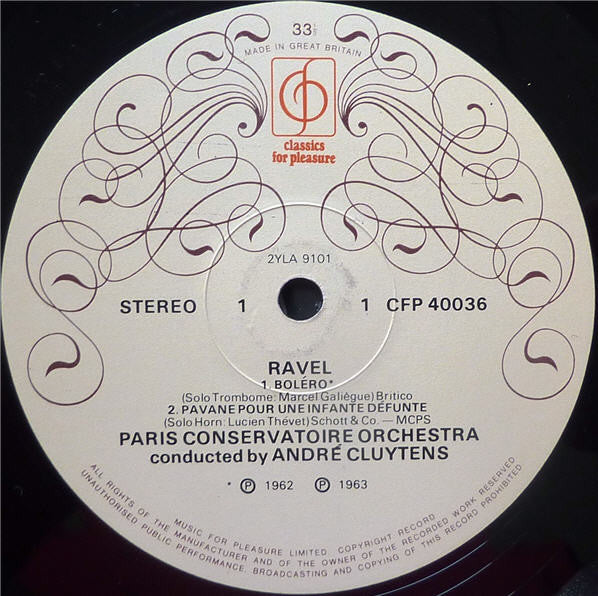 33⅓
MADE IN GREAT BRITAIN
classics
for pleasure
2YLA 9101
STEREO 1 1 CFP 40036
RAVEL
1. BOLÉRO*
(Solo Trombone: Marcel Galiègue) Britico
2. PAVANE POUR UNE INFANTE DÉFUNTE
(Solo Horn: Lucien Thévet) Schott & Co. — MCPS
PARIS CONSERVATOIRE ORCHESTRA
conducted by ANDRÉ CLUYTENS
* ℗ 1962 ℗ 1963
MUSIC FOR PLEASURE LIMITED. COPYRIGHT RECORD
ALL RIGHTS OF THE MANUFACTURER AND OF THE OWNER OF THE RECORDED WORK RESERVED
UNAUTHORISED PUBLIC PERFORMANCE, BROADCASTING AND COPYING OF THIS RECORD PROHIBITED